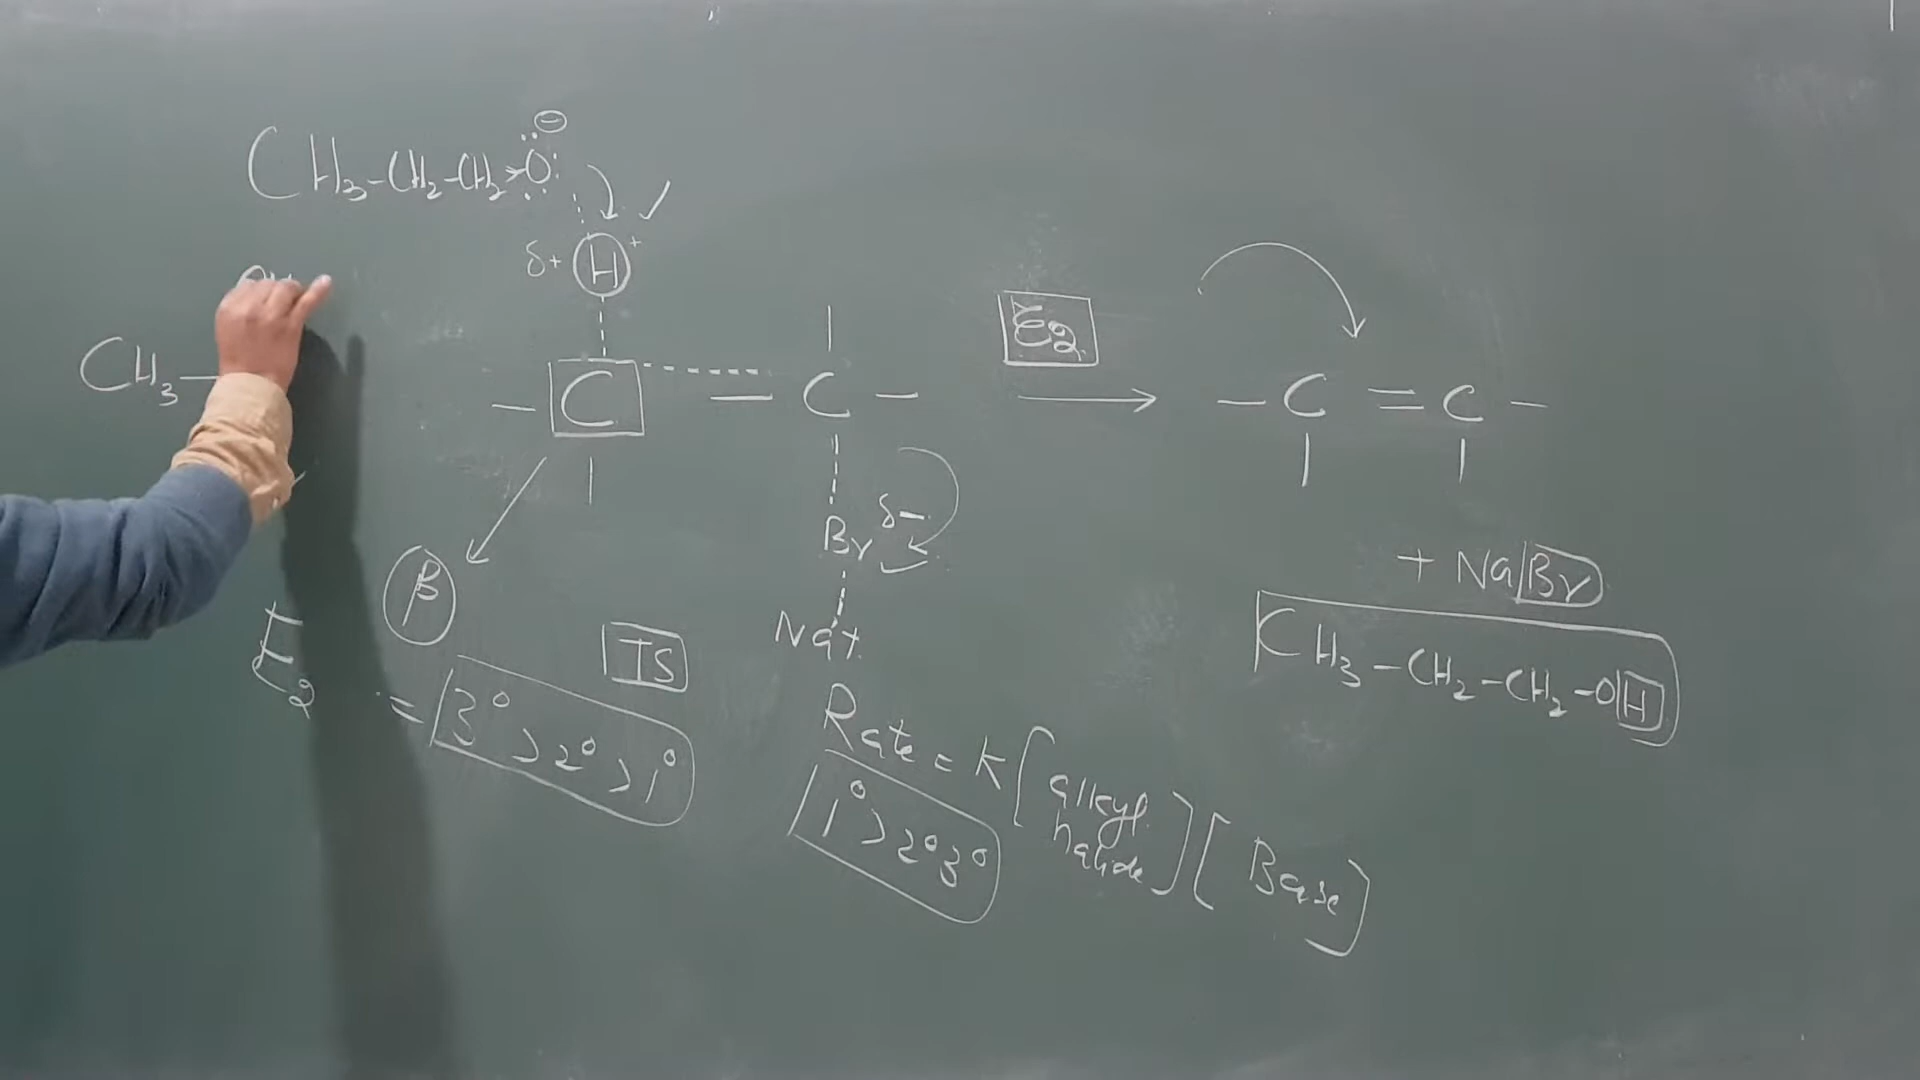 CH3-CH2-CH2→O:⊖
δ+ H+
CH3-
-C — C-
E2
-C=C-
Br δ-
β
+ NaBr
Na+
TS
CH3-CH2-CH2-OH
E2 = 3°>2°>1°
Rate = K[alkyl halide][Base]
1°>2°3°